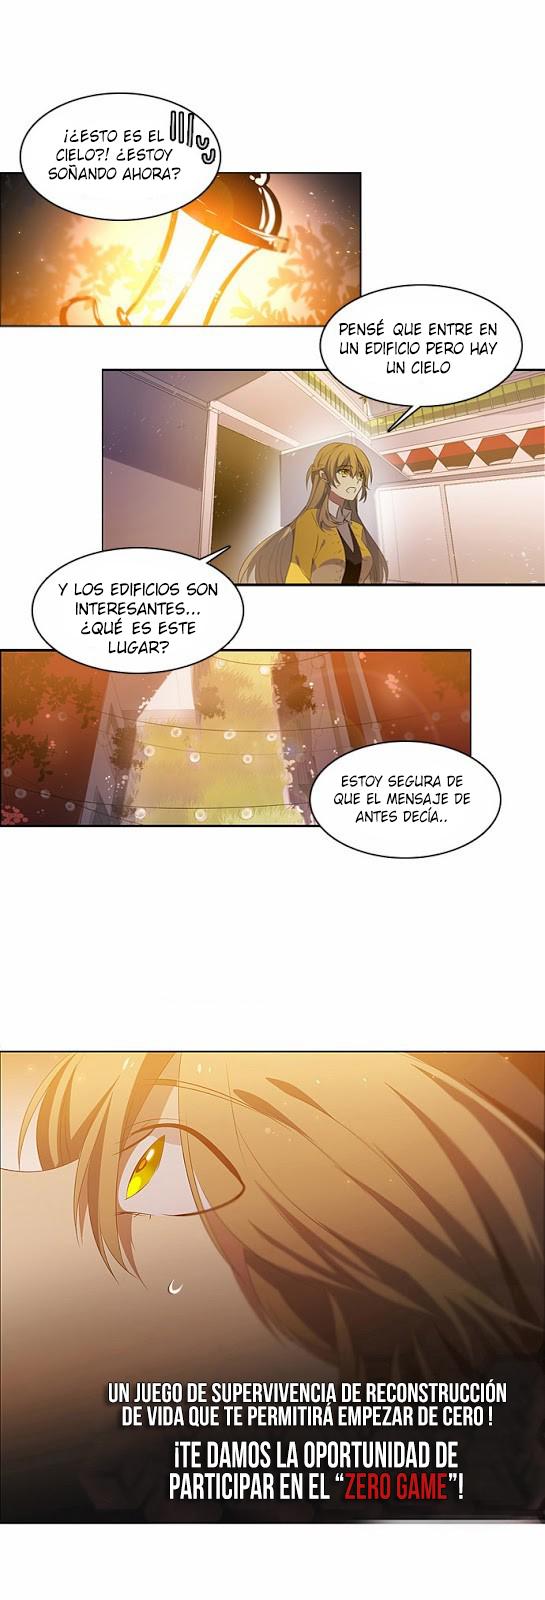 ¡¿ESTO ES EL
CIELO?! ¿ESTOY
SOÑANDO AHORA?
PENSÉ QUE ENTRE EN
UN EDIFICIO PERO HAY
UN CIELO
Y LOS EDIFICIOS SON
INTERESANTES...
¿QUÉ ES ESTE
LUGAR?
ESTOY SEGURA DE
QUE EL MENSAJE DE
ANTES DECÍA..
UN JUEGO DE SUPERVIVENCIA DE RECONSTRUCCIÓN
DE VIDA QUE TE PERMITIRÁ EMPEZAR DE CERO !
¡TE DAMOS LA OPORTUNIDAD DE
PARTICIPAR EN EL “ZERO GAME”!